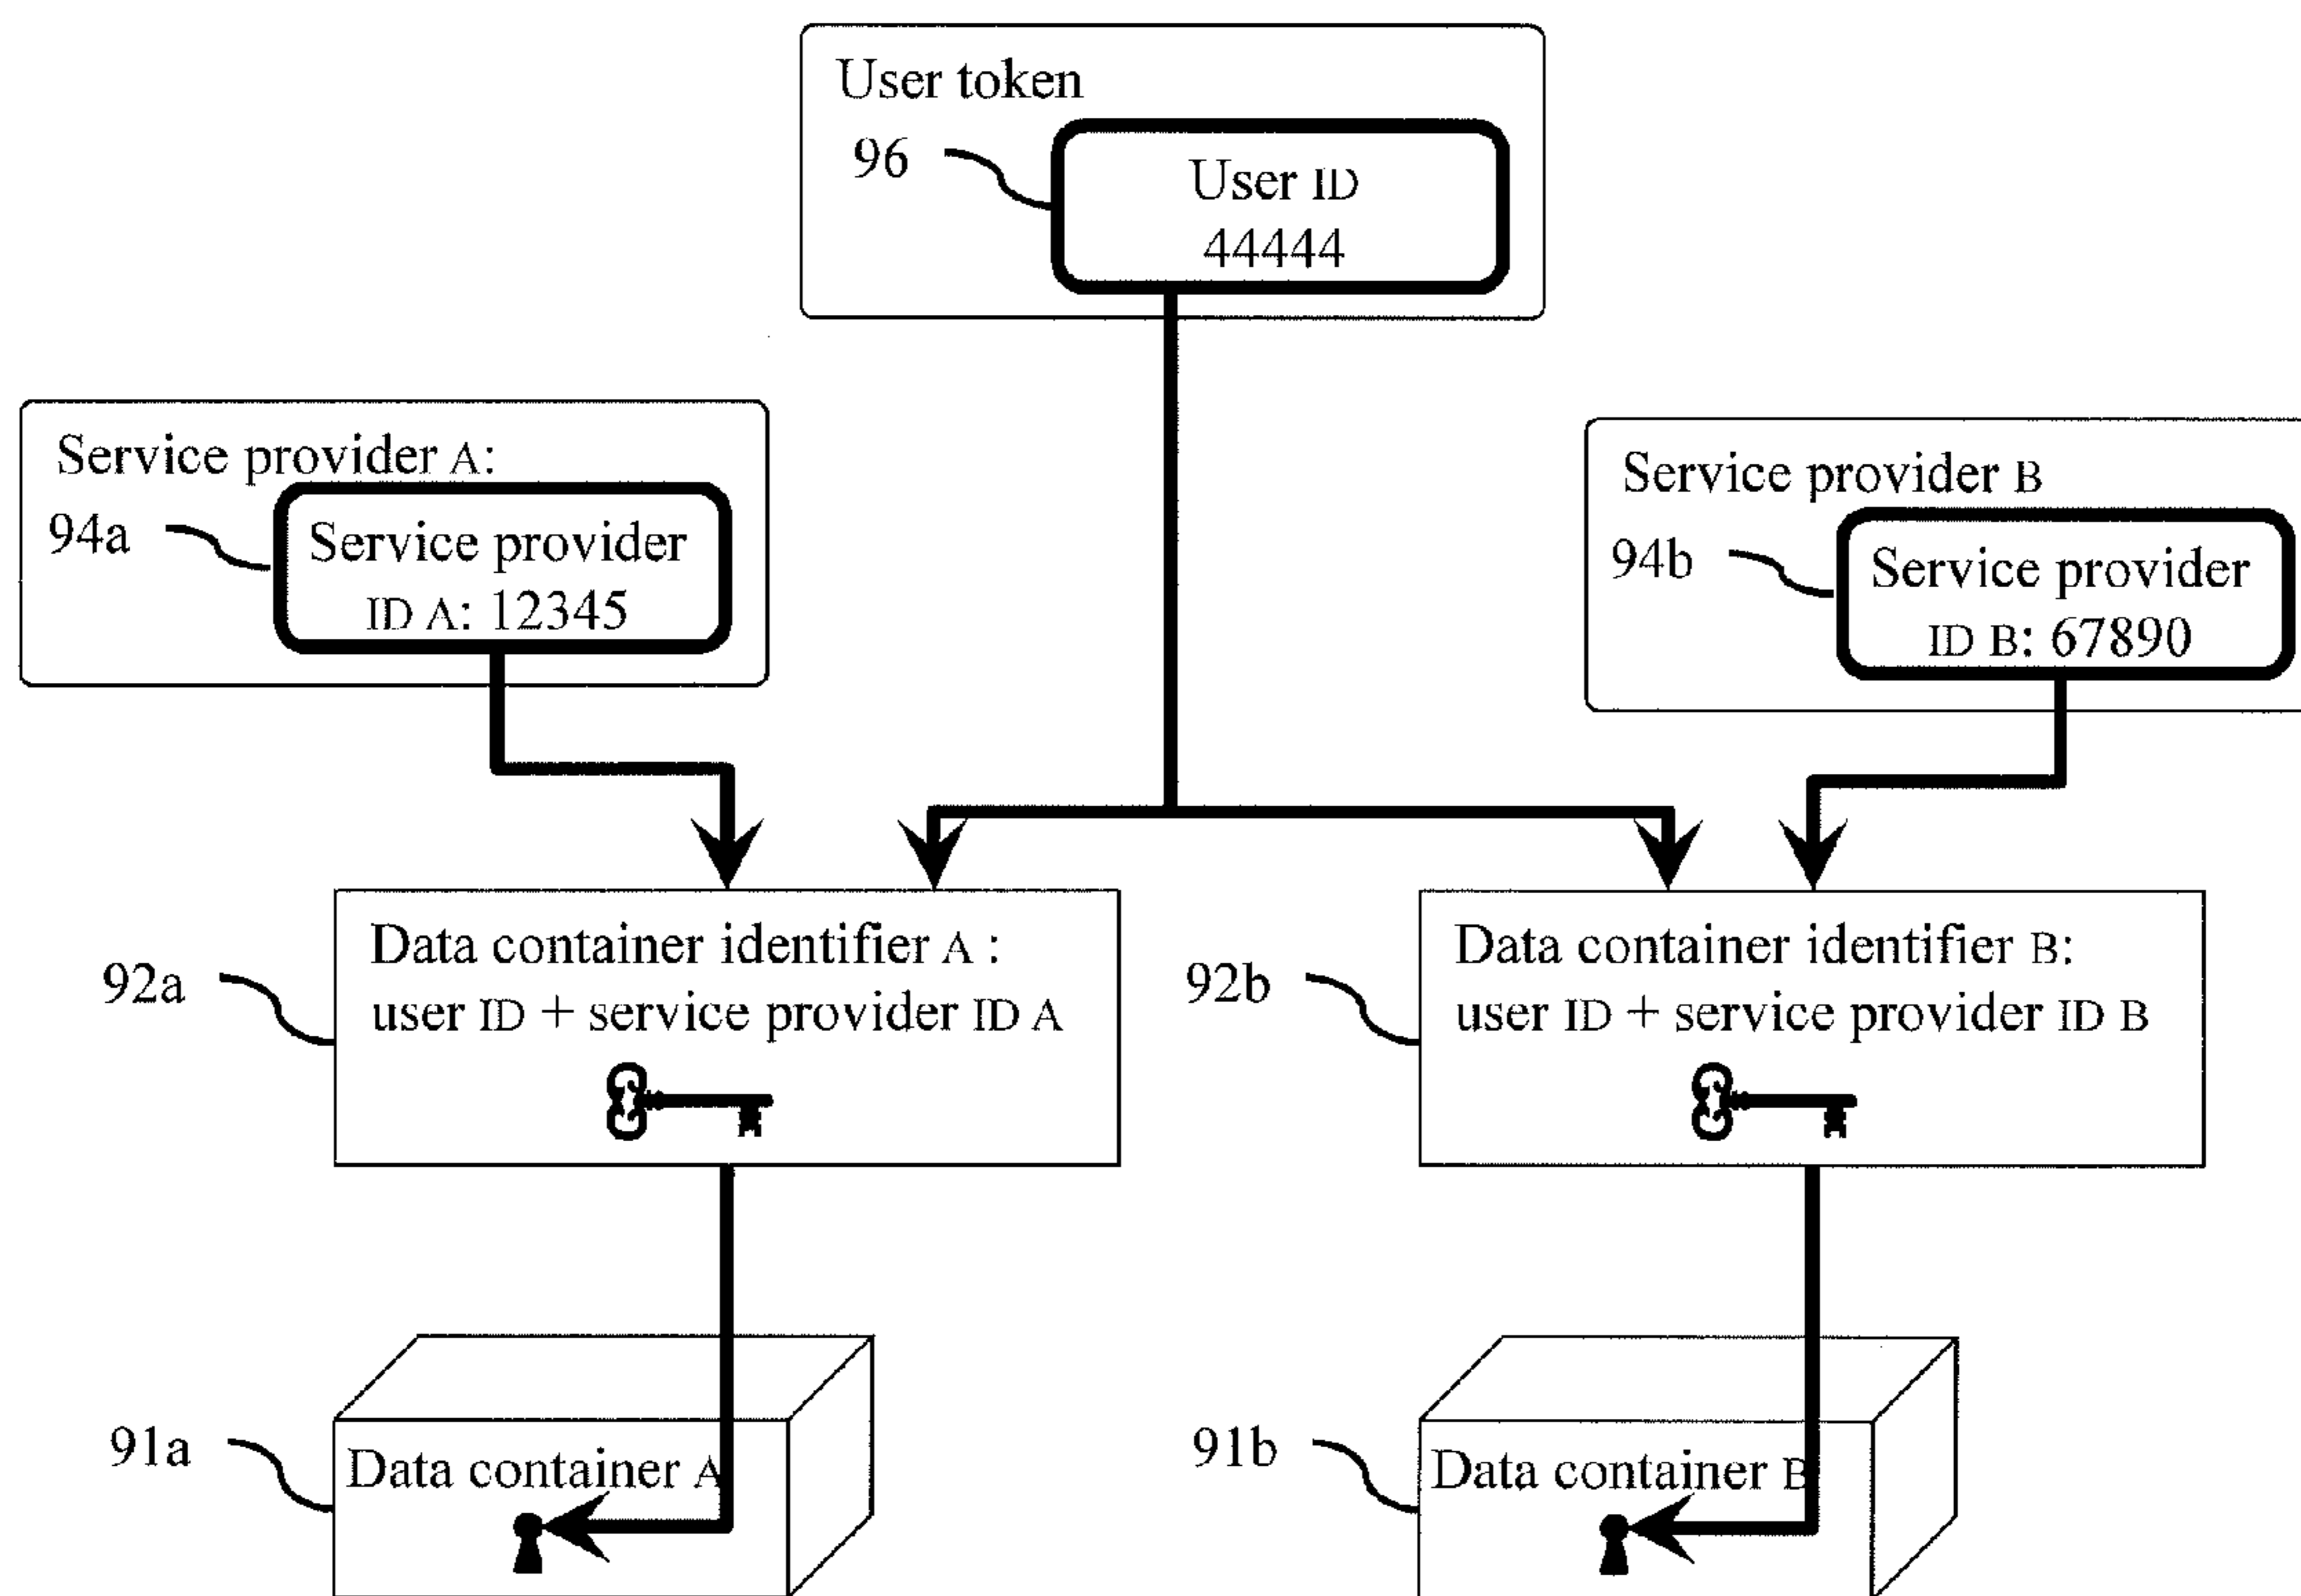 User token
96
User ID
44444
Service provider A:
94a
Service provider
ID A: 12345
Service provider B
94b
Service provider
ID B: 67890
92a
Data container identifier A :
user ID + service provider ID A
92b
Data container identifier B:
user ID + service provider ID B
91a
Data container A
91b
Data container B